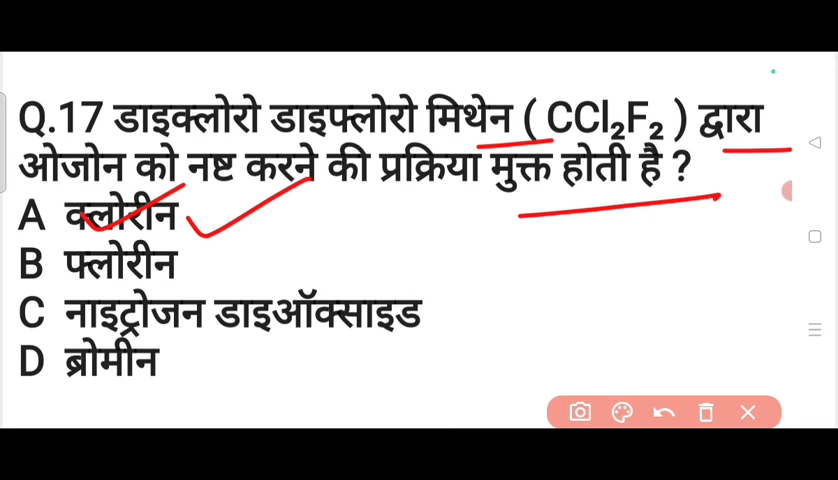 Q.17 डाइक्लोरो डाइफ्लोरो मिथेन ( CCl₂F₂ ) द्वारा
ओजोन को नष्ट करने की प्रक्रिया मुक्त होती है ?
A क्लोरीन
B फ्लोरीन
C नाइट्रोजन डाइऑक्साइड
D ब्रोमीन